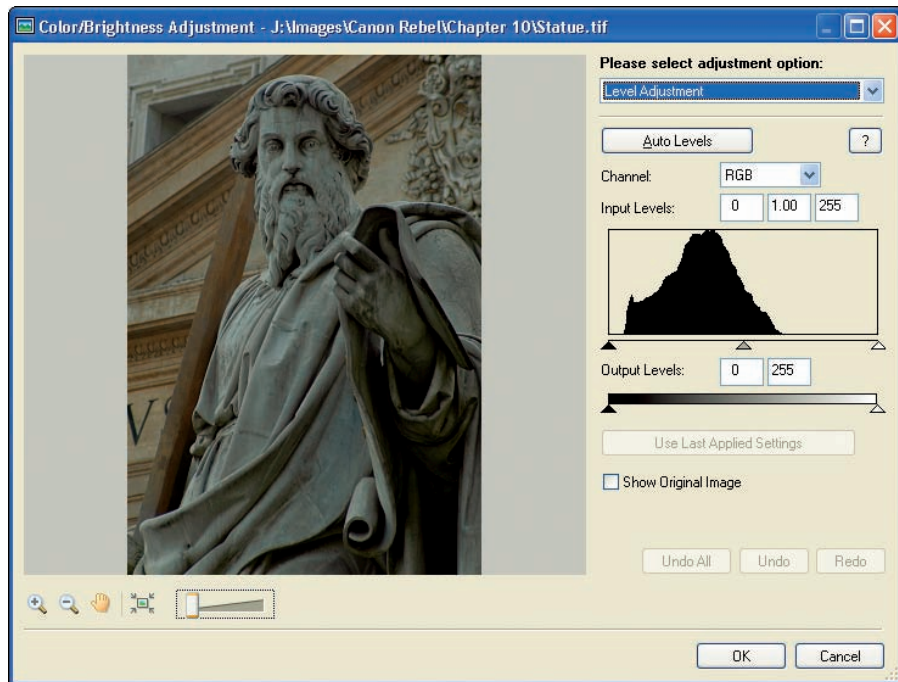 Color/Brightness Adjustment - J:\Images\Canon Rebel\Chapter 10\Statue.tif
Please select adjustment option:
Level Adjustment
Auto Levels
?
Channel: RGB
Input Levels: 0 1.00 255
Output Levels: 0 255
Use Last Applied Settings
Show Original Image
Undo All Undo Redo
OK Cancel
VS